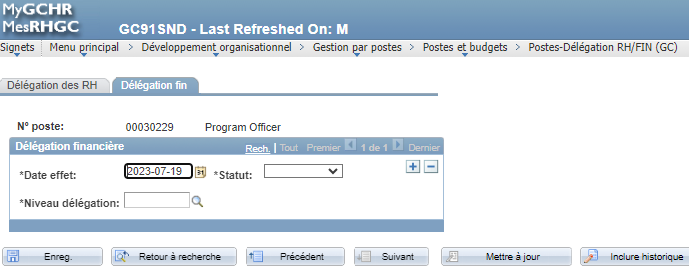 MyGCHR
MesRHGC
GC91SND - Last Refreshed On: M
Signets Menu principal > Développement organisationnel > Gestion par postes > Postes et budgets > Postes-Délégation RH/FIN (GC)
Délégation des RH Délégation fin
Nº poste: 00030229 Program Officer
Délégation financière Rech. | Tout Premier 1 de 1 Dernier
*Date effet: 2023-07-19 31 *Statut:
*Niveau délégation:
Enreg. Retour à recherche Précédent Suivant Mettre à jour Inclure historique